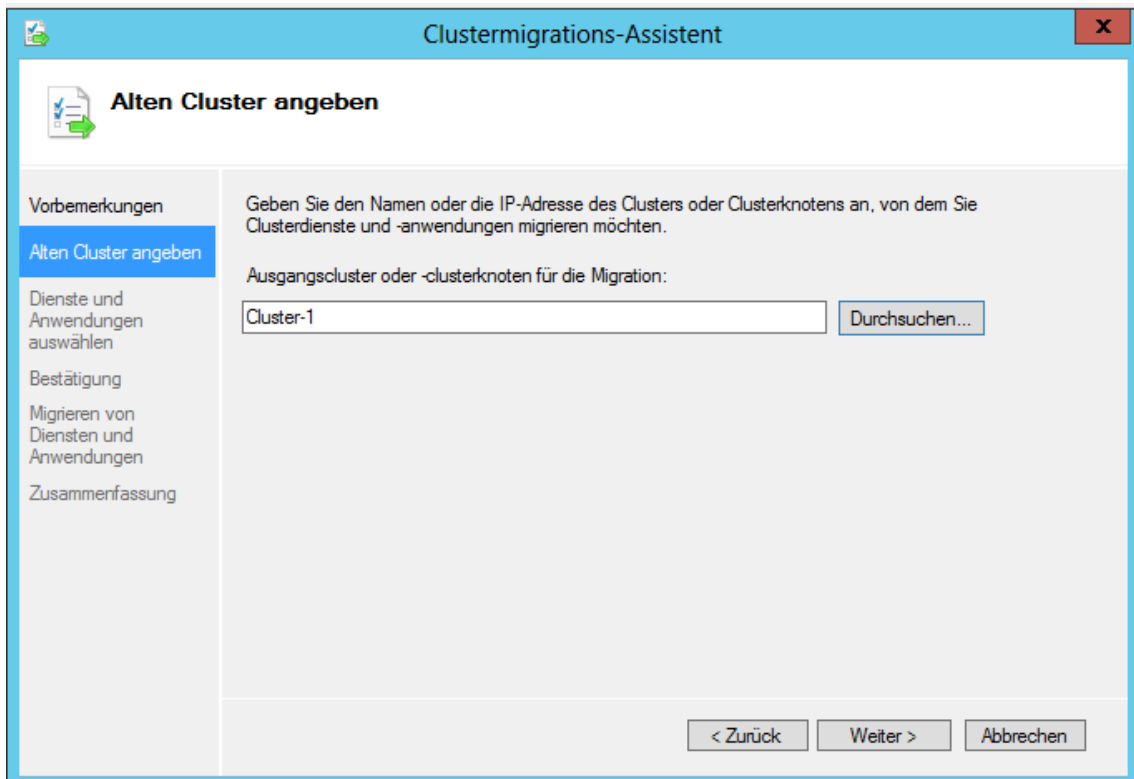 Clustermigrations-Assistent
x
Alten Cluster angeben
Vorbemerkungen
Alten Cluster angeben
Dienste und
Anwendungen
auswählen
Bestätigung
Migrieren von
Diensten und
Anwendungen
Zusammenfassung
Geben Sie den Namen oder die IP-Adresse des Clusters oder Clusterknotens an, von dem Sie
Clusterdienste und -anwendungen migrieren möchten.
Ausgangscluster oder -clusterknoten für die Migration:
Cluster-1
Durchsuchen...
< Zurück
Weiter >
Abbrechen